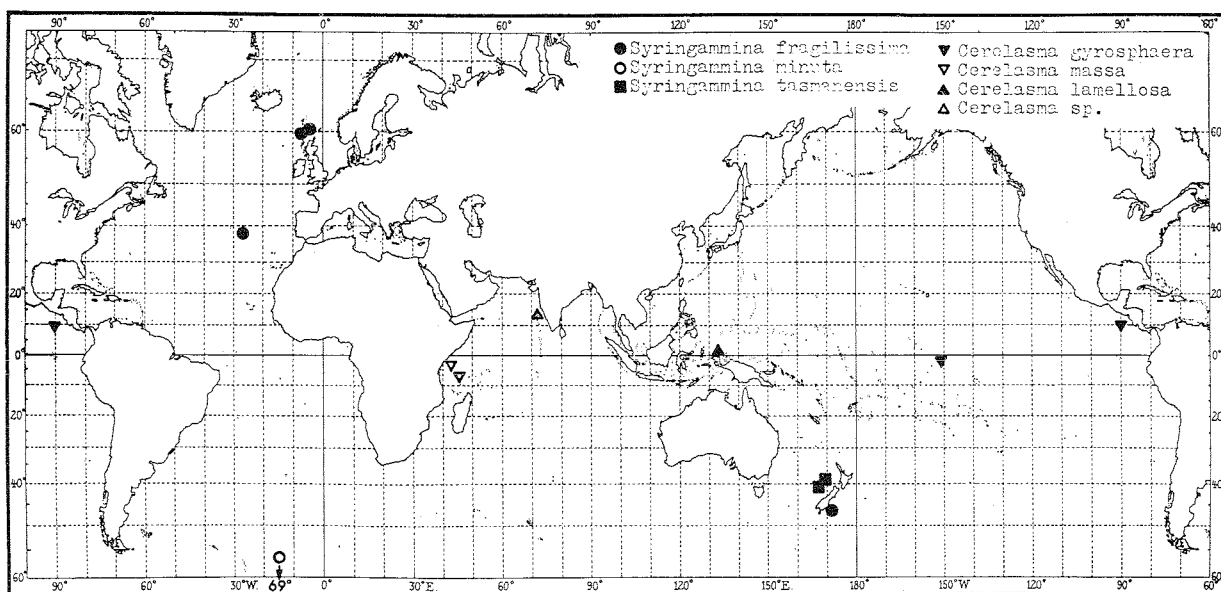 90° 60° 30° 0° 30° 60° 90° 120° 150° 180° 150° 120° 90° 60°
● Syringammina fragilissima
○ Syringammina minuta
■ Syringammina tasmanensis
▼ Cerelasma gyrosphaera
▽ Cerelasma massa
▲ Cerelasma lamellosa
△ Cerelasma sp.
60° 60°
40° 40°
20° 20°
0° 0°
20° 20°
40° 40°
60° 60
69°
90° 60° 30°W. 0° 30°E. 60° 90° 120° 150°E 180° 150°W 120° 90° 60°